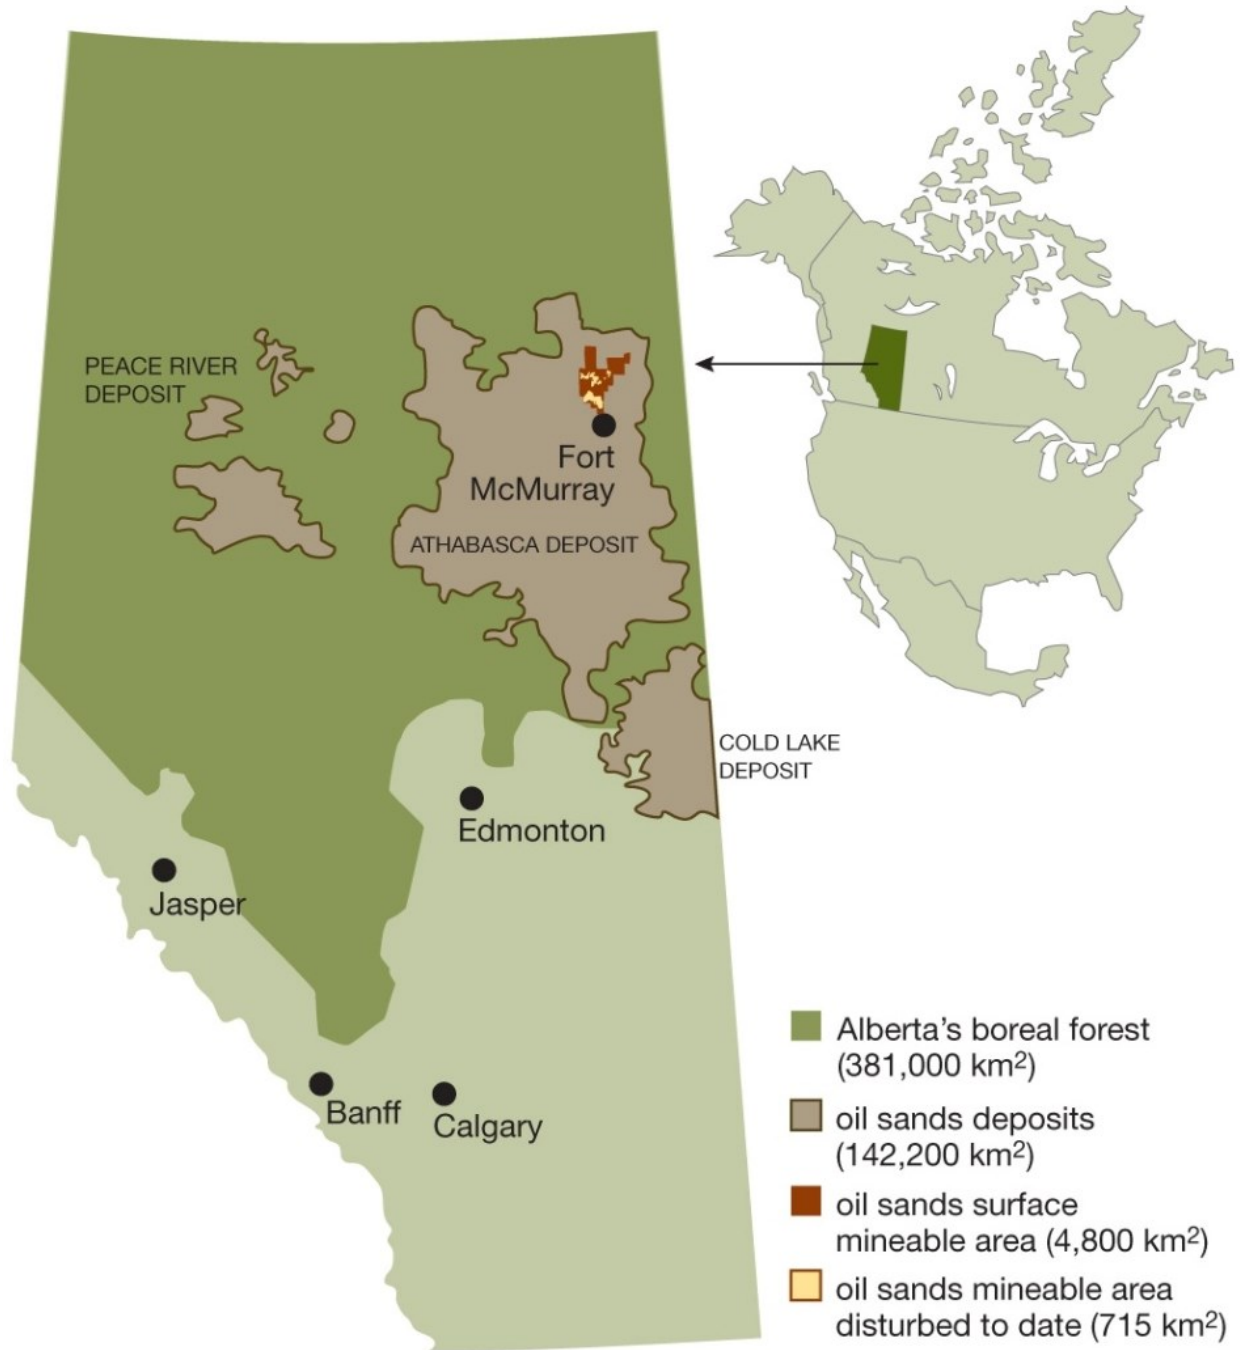 PEACE RIVER
DEPOSIT
Fort
McMurray
ATHABASCA DEPOSIT
COLD LAKE
DEPOSIT
Edmonton
Jasper
Banff
Calgary
Alberta’s boreal forest
(381,000 km²)
oil sands deposits
(142,200 km²)
oil sands surface
mineable area (4,800 km²)
oil sands mineable area
disturbed to date (715 km²)